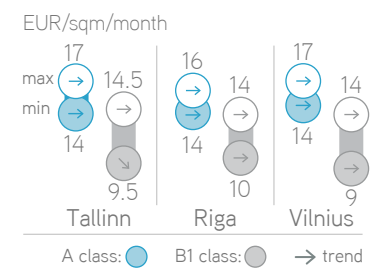 EUR/sqm/month
17 16 17
max 14.5 14 14
min
14 14 14
9.5 10 9
Tallinn Riga Vilnius
A class: B1 class: → trend